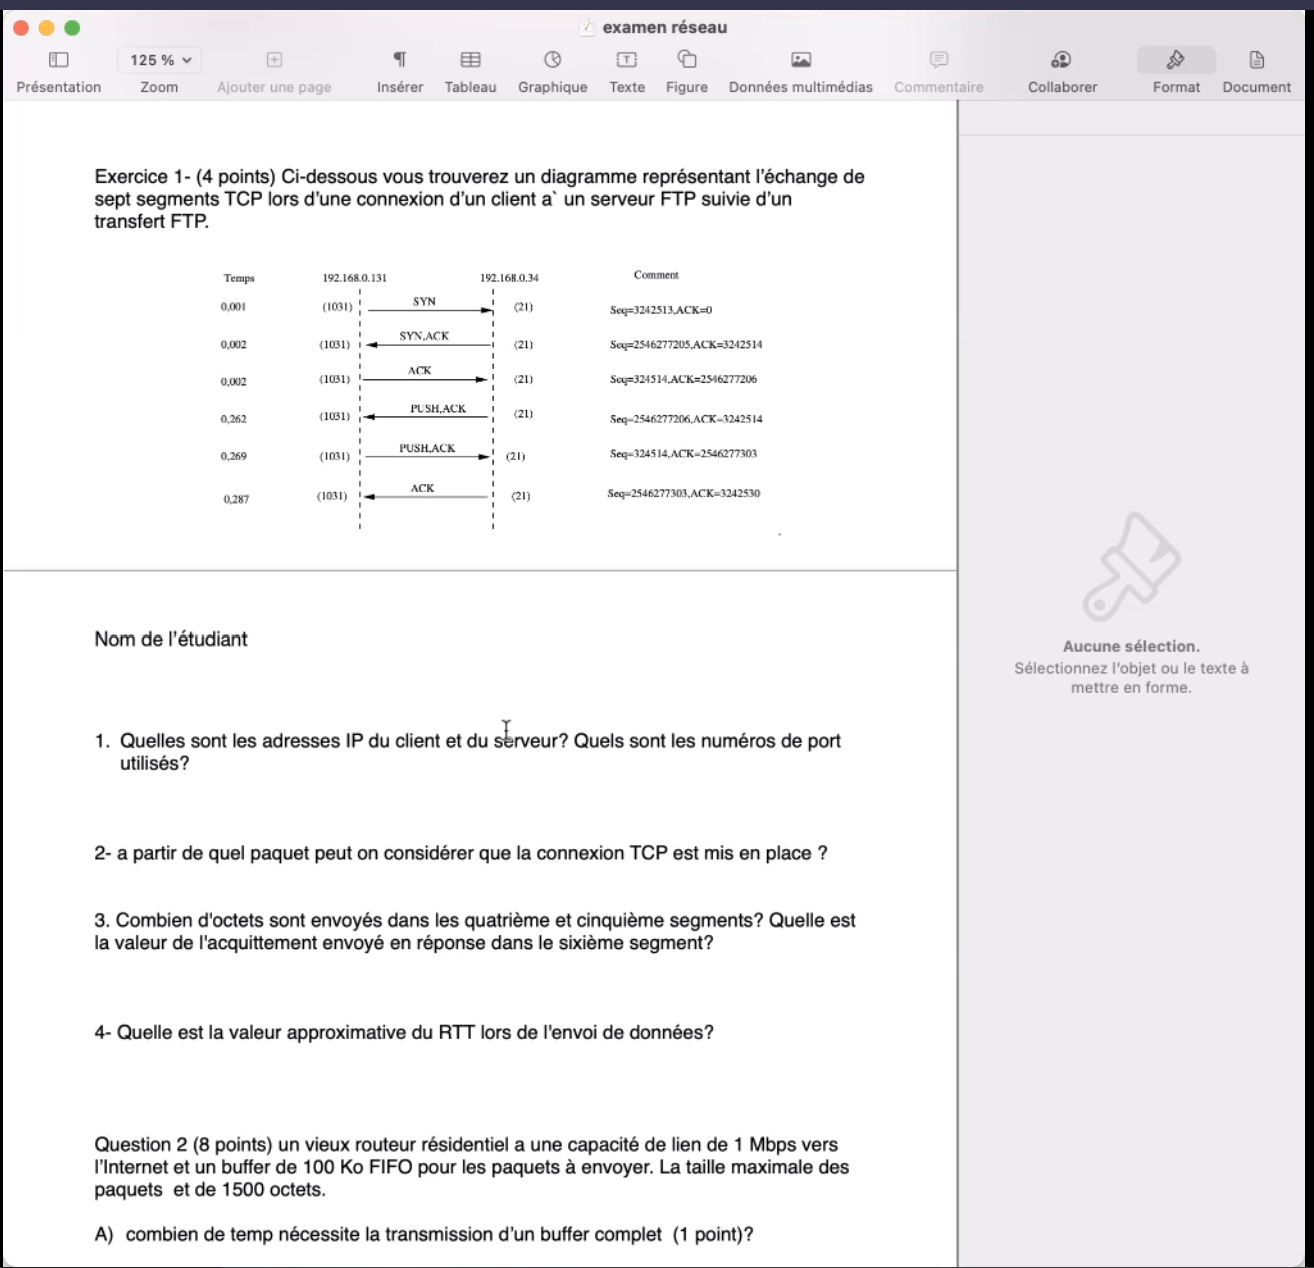 examen réseau
125 %
Présentation Zoom Ajouter une page Insérer Tableau Graphique Texte Figure Données multimédias Commentaire Collaborer Format Document
Exercice 1- (4 points) Ci-dessous vous trouverez un diagramme représentant l'échange de
sept segments TCP lors d'une connexion d'un client a` un serveur FTP suivie d'un
transfert FTP.
Temps 192.168.0.131 192.168.0.34 Comment
0,001 (1031) SYN (21) Seq=3242513,ACK=0
0,002 (1031) SYN,ACK (21) Seq=2546277205,ACK=3242514
0,002 (1031) ACK (21) Seq=324514,ACK=2546277206
0,262 (1031) PUSH,ACK (21) Seq=2546277206,ACK=3242514
0,269 (1031) PUSH,ACK (21) Seq=324514,ACK=2546277303
0,287 (1031) ACK (21) Seq=2546277303,ACK=3242530
Nom de l'étudiant
1. Quelles sont les adresses IP du client et du serveur? Quels sont les numéros de port
utilisés?
2- a partir de quel paquet peut on considérer que la connexion TCP est mis en place ?
3. Combien d'octets sont envoyés dans les quatrième et cinquième segments? Quelle est
la valeur de l'acquittement envoyé en réponse dans le sixième segment?
4- Quelle est la valeur approximative du RTT lors de l'envoi de données?
Question 2 (8 points) un vieux routeur résidentiel a une capacité de lien de 1 Mbps vers
l'Internet et un buffer de 100 Ko FIFO pour les paquets à envoyer. La taille maximale des
paquets et de 1500 octets.
A) combien de temp nécessite la transmission d'un buffer complet (1 point)?
Aucune sélection.
Sélectionnez l'objet ou le texte à
mettre en forme.